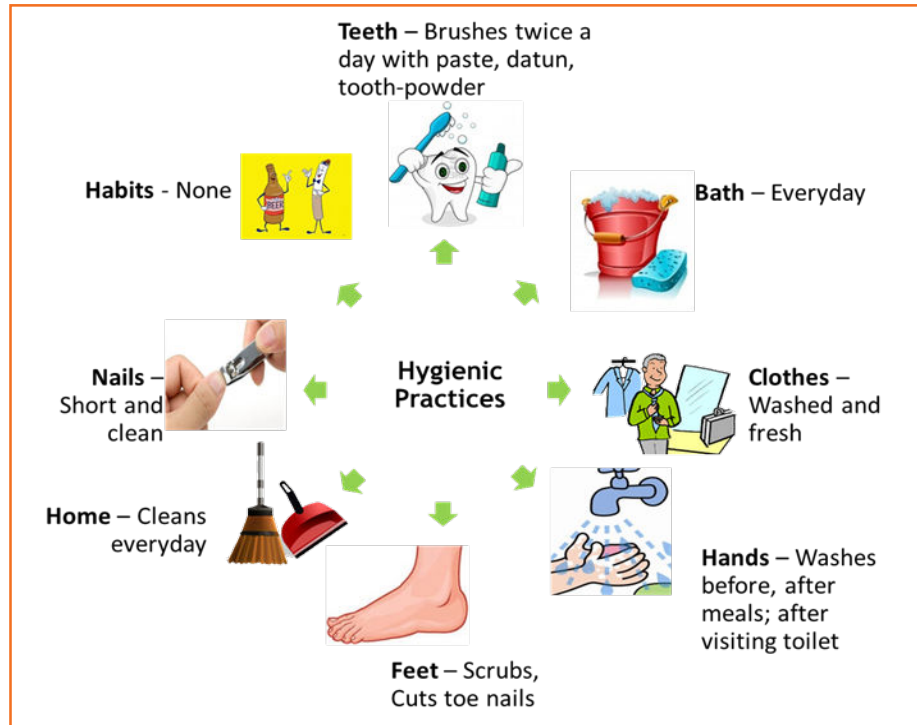 Teeth – Brushes twice a
day with paste, datun,
tooth-powder
Habits - None
BEER
Bath – Everyday
Nails –
Short and
clean
Hygienic
Practices
Clothes –
Washed and
fresh
Home – Cleans
everyday
Hands – Washes
before, after
meals; after
visiting toilet
Feet – Scrubs,
Cuts toe nails